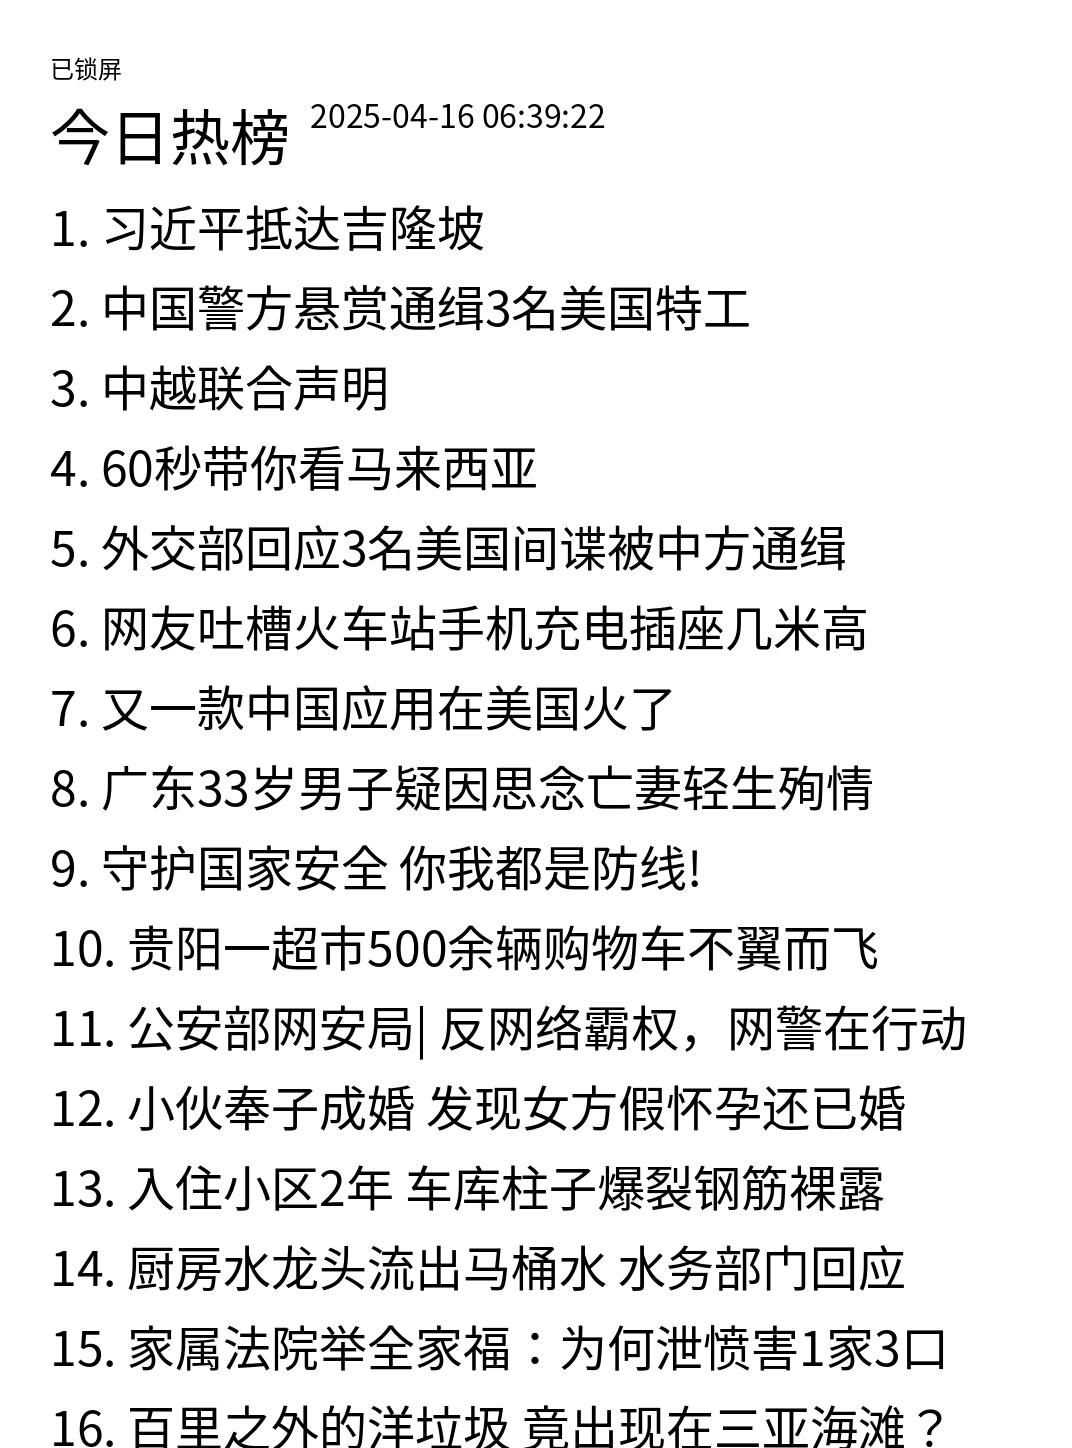 已锁屏
今日热榜 2025-04-16 06:39:22
1. 习近平抵达吉隆坡
2. 中国警方悬赏通缉3名美国特工
3. 中越联合声明
4. 60秒带你看马来西亚
5. 外交部回应3名美国间谍被中方通缉
6. 网友吐槽火车站手机充电插座几米高
7. 又一款中国应用在美国火了
8. 广东33岁男子疑因思念亡妻轻生殉情
9. 守护国家安全 你我都是防线!
10. 贵阳一超市500余辆购物车不翼而飞
11. 公安部网安局| 反网络霸权，网警在行动
12. 小伙奉子成婚 发现女方假怀孕还已婚
13. 入住小区2年 车库柱子爆裂钢筋裸露
14. 厨房水龙头流出马桶水 水务部门回应
15. 家属法院举全家福：为何泄愤害1家3口
16. 百里之外的洋垃圾 竟出现在三亚海滩？